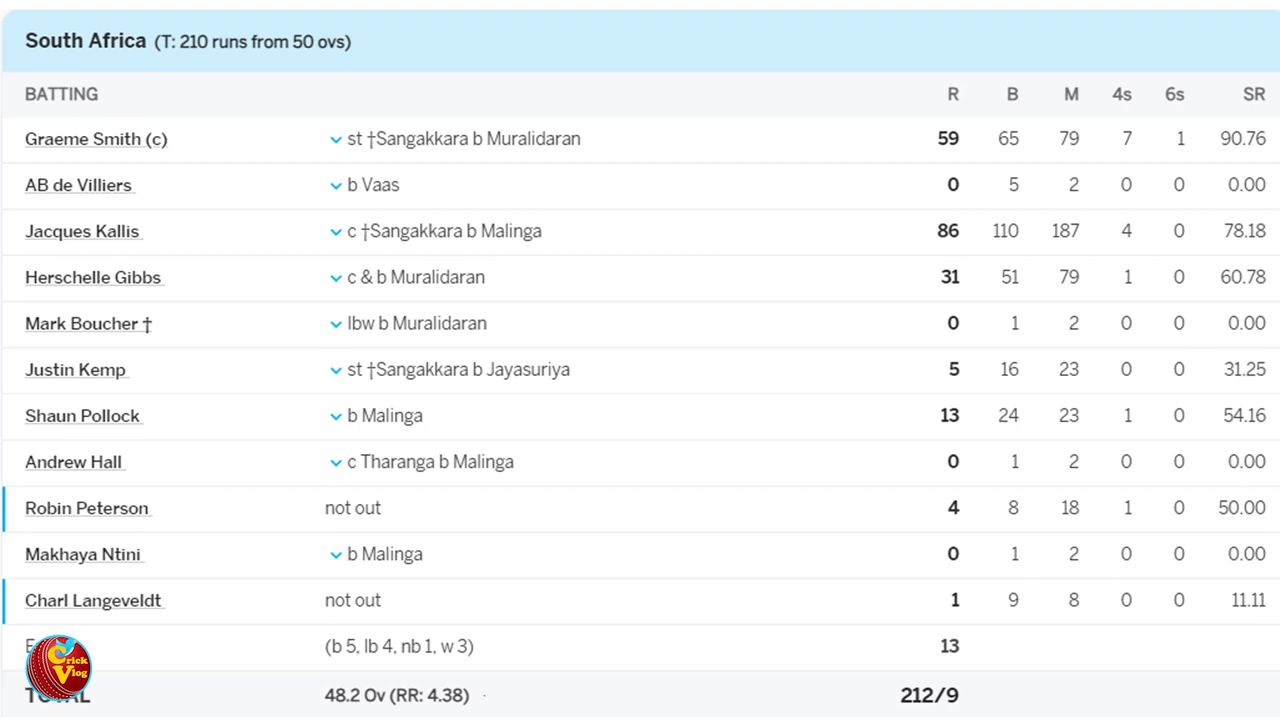 South Africa (T: 210 runs from 50 ovs)
BATTING R B M 4s 6s SR
Graeme Smith (c) st †Sangakkara b Muralidaran 59 65 79 7 1 90.76
AB de Villiers b Vaas 0 5 2 0 0 0.00
Jacques Kallis c †Sangakkara b Malinga 86 110 187 4 0 78.18
Herschelle Gibbs c & b Muralidaran 31 51 79 1 0 60.78
Mark Boucher † lbw b Muralidaran 0 1 2 0 0 0.00
Justin Kemp st †Sangakkara b Jayasuriya 5 16 23 0 0 31.25
Shaun Pollock b Malinga 13 24 23 1 0 54.16
Andrew Hall c Tharanga b Malinga 0 1 2 0 0 0.00
Robin Peterson not out 4 8 18 1 0 50.00
Makhaya Ntini b Malinga 0 1 2 0 0 0.00
Charl Langeveldt not out 1 9 8 0 0 11.11
(b 5, lb 4, nb 1, w 3) 13
Crick
Vlog
48.2 Ov (RR: 4.38) 212/9